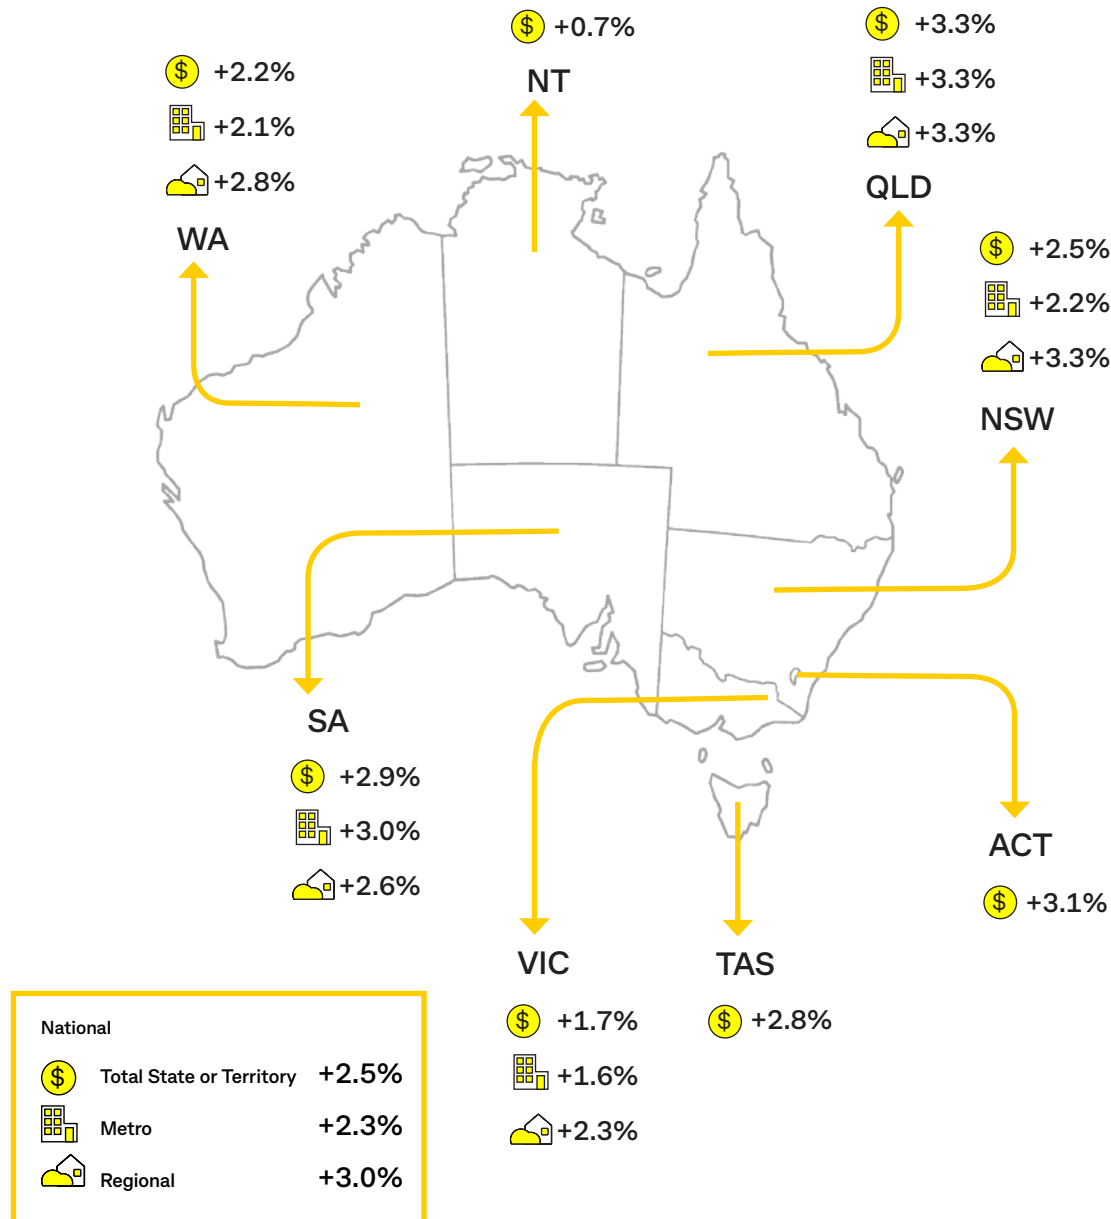 $ +0.7%
NT
$ +3.3%
+3.3%
+3.3%
QLD
$ +2.2%
+2.1%
+2.8%
WA
$ +2.5%
+2.2%
+3.3%
NSW
SA
$ +2.9%
+3.0%
+2.6%
ACT
$ +3.1%
VIC
$ +1.7%
+1.6%
+2.3%
TAS
$ +2.8%
National
$ Total State or Territory +2.5%
Metro +2.3%
Regional +3.0%